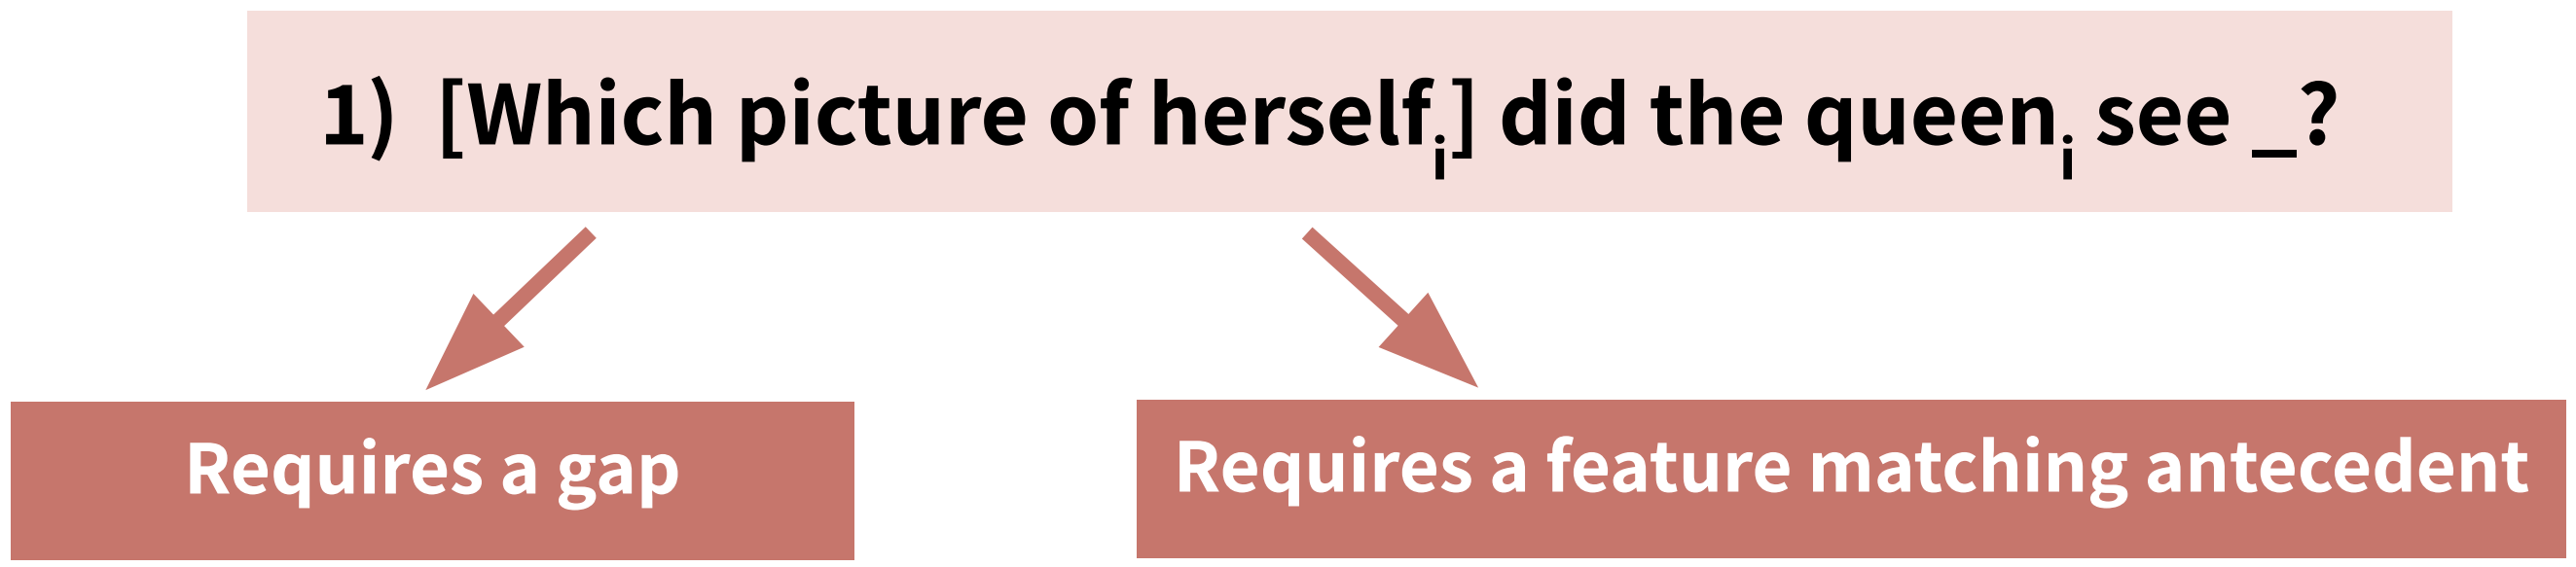 1) [Which picture of herselfi] did the queeni see _?
Requires a gap
Requires a feature matching antecedent